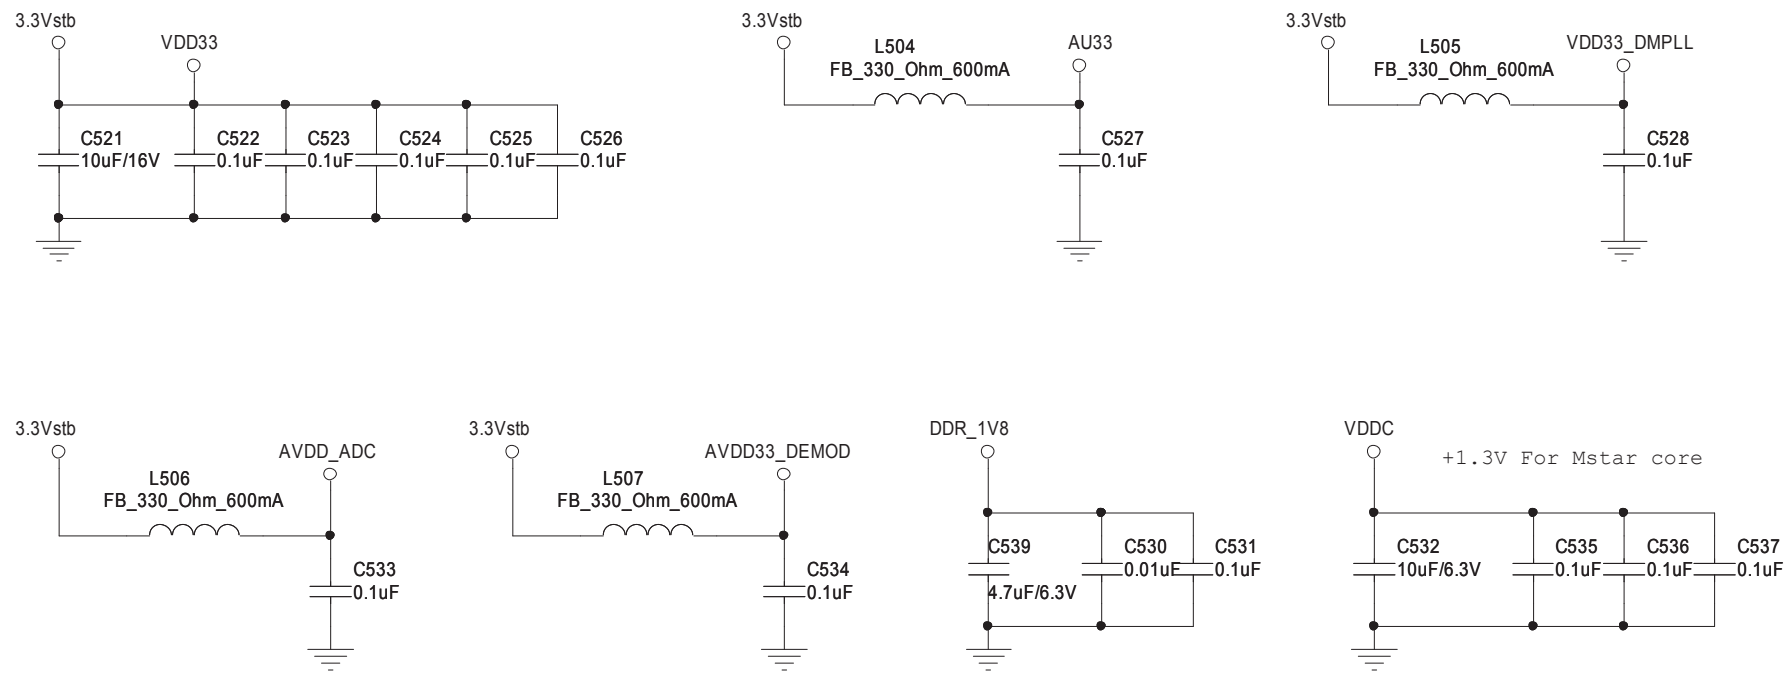 3.3Vstb
VDD33
C521
10uF/16V
C522
0.1uF
C523
0.1uF
C524
0.1uF
C525
0.1uF
C526
0.1uF
3.3Vstb
L504
FB_330_Ohm_600mA
AU33
C527
0.1uF
3.3Vstb
L505
FB_330_Ohm_600mA
VDD33_DMPLL
C528
0.1uF
3.3Vstb
AVDD_ADC
L506
FB_330_Ohm_600mA
C533
0.1uF
3.3Vstb
AVDD33_DEMOD
L507
FB_330_Ohm_600mA
C534
0.1uF
DDR_1V8
C539
4.7uF/6.3V
C530
0.01uF
C531
0.1uF
VDDC
+1.3V For Mstar core
C532
10uF/6.3V
C535
0.1uF
C536
0.1uF
C537
0.1uF